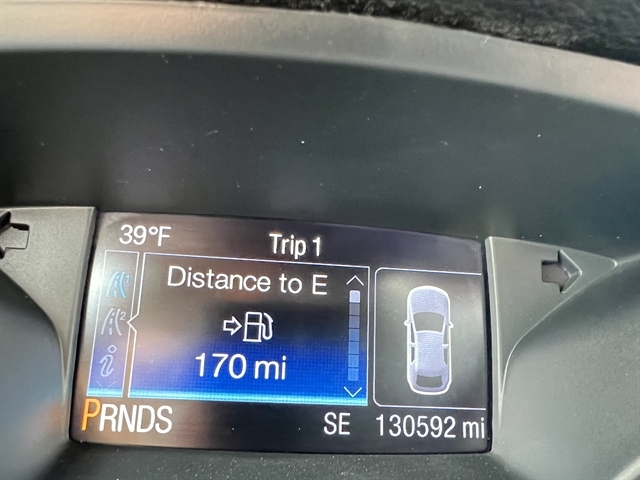 39°F
Trip 1
Distance to E
170 mi
PRNDS
SE
130592 mi